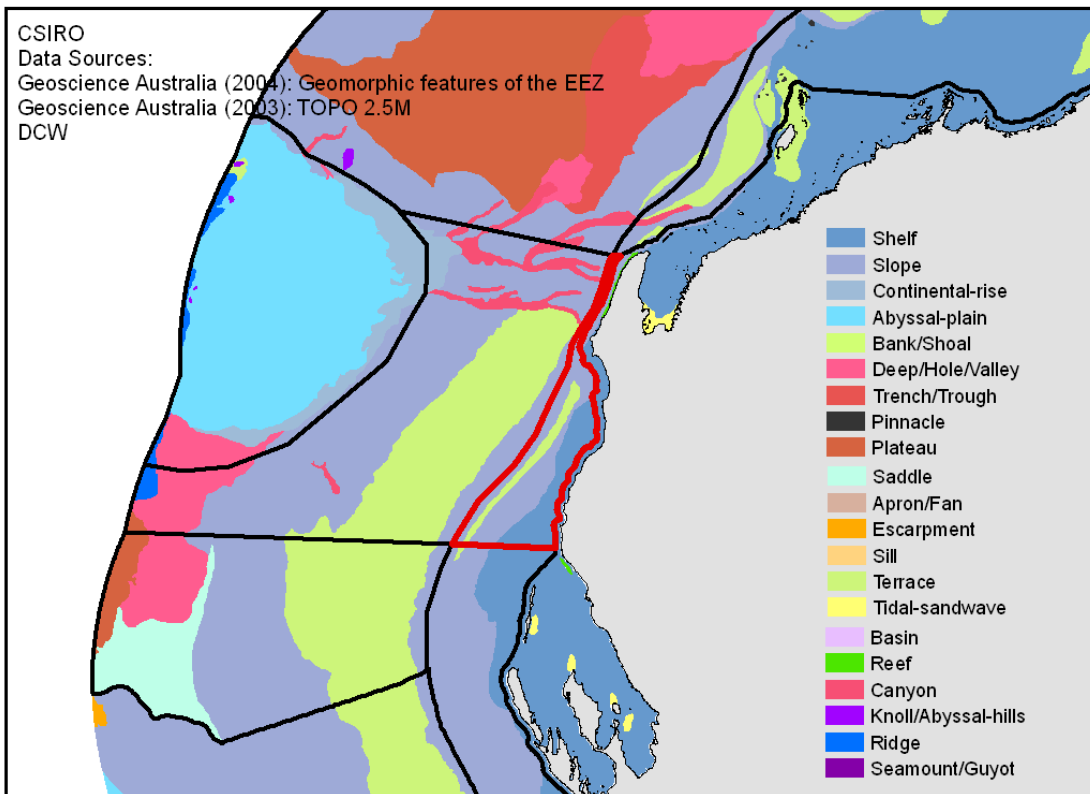 CSIRO
Data Sources:
Geoscience Australia (2004): Geomorphic features of the EEZ
Geoscience Australia (2003): TOPO 2.5M
DCW
Shelf
Slope
Continental-rise
Abyssal-plain
Bank/Shoal
Deep/Hole/Valley
Trench/Trough
Pinnacle
Plateau
Saddle
Apron/Fan
Escarpment
Sill
Terrace
Tidal-sandwave
Basin
Reef
Canyon
Knoll/Abyssal-hills
Ridge
Seamount/Guyot